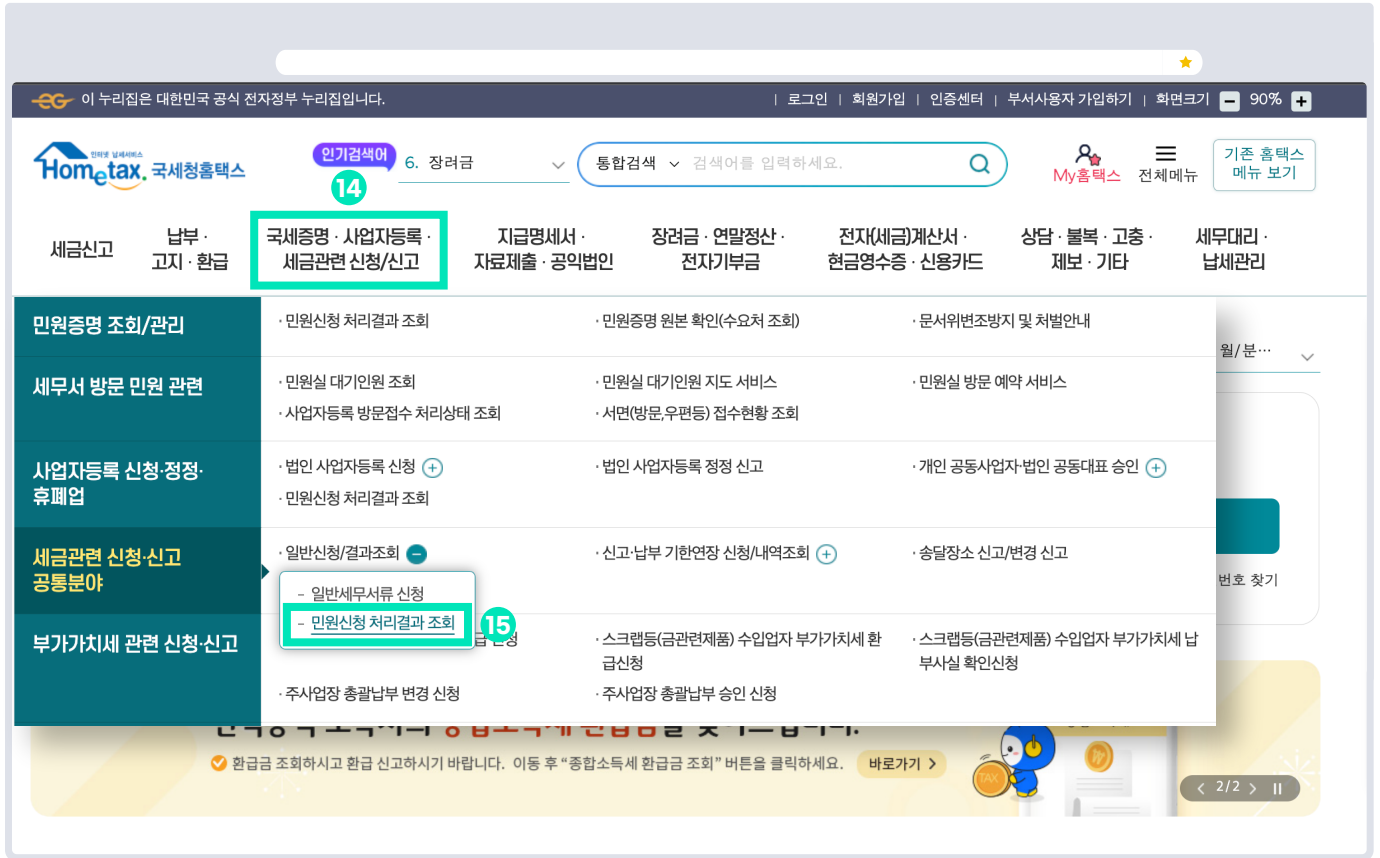 이 누리집은 대한민국 공식 전자정부 누리집입니다.
로그인 | 회원가입 | 인증센터 | 부서사용자 가입하기 | 화면크기 90%
인터넷 납세서비스
Hometax. 국세청홈택스
인기검색어
6. 장려금
통합검색
검색어를 입력하세요.
My홈택스
전체메뉴
기존 홈택스
메뉴 보기
14
세금신고
납부 ·
고지 · 환급
국세증명 · 사업자등록 ·
세금관련 신청/신고
지급명세서 ·
자료제출 · 공익법인
장려금 · 연말정산 ·
전자기부금
전자(세금)계산서 ·
현금영수증 · 신용카드
상담 · 불복 · 고충 ·
제보 · 기타
세무대리 ·
납세관리
민원증명 조회/관리
· 민원신청 처리결과 조회
· 민원증명 원본 확인(수요처 조회)
· 문서위변조방지 및 처벌안내
월/분…
세무서 방문 민원 관련
· 민원실 대기인원 조회
· 민원실 대기인원 지도 서비스
· 민원실 방문 예약 서비스
· 사업자등록 방문접수 처리상태 조회
· 서면(방문,우편등) 접수현황 조회
사업자등록 신청·정정·
휴폐업
· 법인 사업자등록 신청
· 법인 사업자등록 정정 신고
· 개인 공동사업자·법인 공동대표 승인
· 민원신청 처리결과 조회
세금관련 신청·신고
공통분야
· 일반신청/결과조회
· 신고·납부 기한연장 신청/내역조회
· 송달장소 신고/변경 신고
– 일반세무서류 신청
– 민원신청 처리결과 조회
15
번호 찾기
부가가치세 관련 신청·신고
신청
· 스크랩등(금관련제품) 수입업자 부가가치세 환
급신청
· 스크랩등(금관련제품) 수입업자 부가가치세 납
부사실 확인신청
· 주사업장 총괄납부 변경 신청
· 주사업장 총괄납부 승인 신청
환급금 조회하시고 환급 신고하시기 바랍니다. 이동 후 “종합소득세 환급금 조회” 버튼을 클릭하세요.
바로가기
TAX
2/2